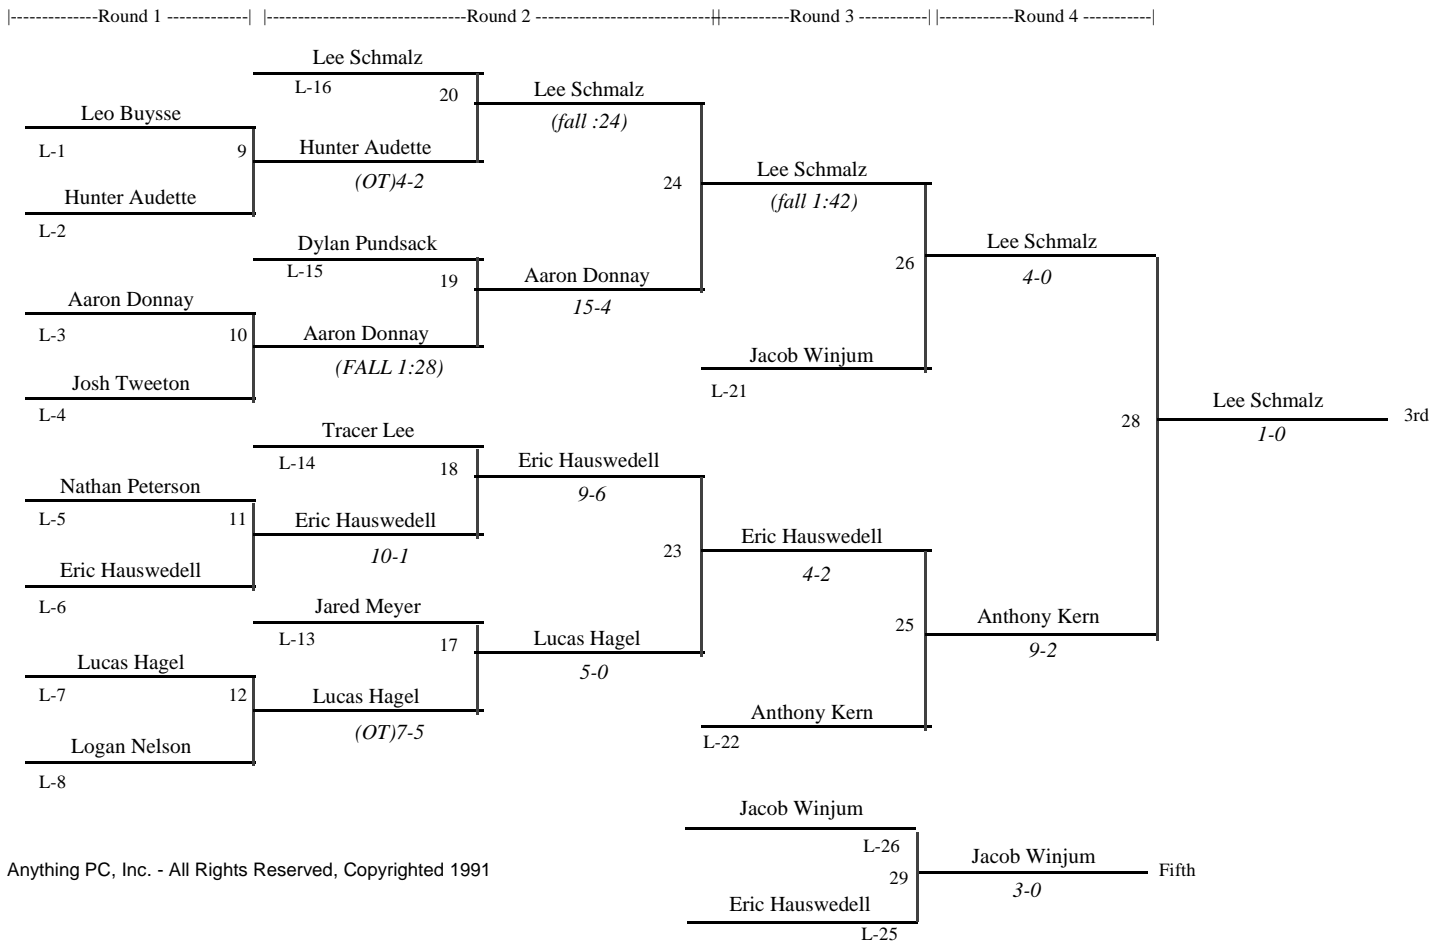 |--------------Round 1 -------------| |---------------------------------Round 2 -----------------------------||------------Round 3 -----------| |------------Round 4 -----------|
Lee Schmalz
L-16
20
Lee Schmalz
(fall :24)
Leo Buysse
L-1
9
Hunter Audette
(OT)4-2
24
Lee Schmalz
(fall 1:42)
Hunter Audette
L-2
Dylan Pundsack
L-15
19
Aaron Donnay
15-4
26
Lee Schmalz
4-0
Aaron Donnay
L-3
10
Aaron Donnay
(FALL 1:28)
Jacob Winjum
L-21
Josh Tweeton
L-4
28
Lee Schmalz
1-0
3rd
Tracer Lee
L-14
18
Eric Hauswedell
9-6
Nathan Peterson
L-5
11
Eric Hauswedell
10-1
23
Eric Hauswedell
4-2
Eric Hauswedell
L-6
Jared Meyer
L-13
17
Lucas Hagel
5-0
25
Anthony Kern
9-2
Lucas Hagel
L-7
12
Lucas Hagel
(OT)7-5
Anthony Kern
L-22
Logan Nelson
L-8
Jacob Winjum
L-26
29
Jacob Winjum
3-0
Fifth
Eric Hauswedell
L-25
Anything PC, Inc. - All Rights Reserved, Copyrighted 1991